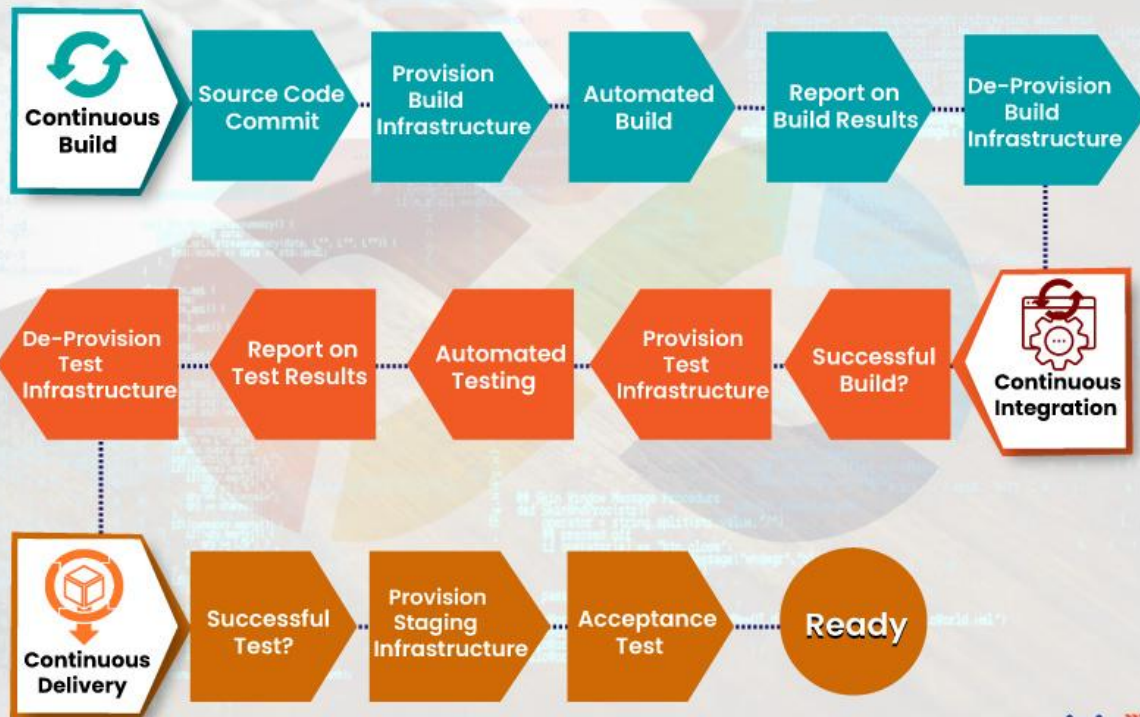 Continuous
Build
Source Code
Commit
Provision
Build
Infrastructure
Automated
Build
Report on
Build Results
De-Provision
Build
Infrastructure
Continuous
Integration
Successful
Build?
Provision
Test
Infrastructure
Automated
Testing
Report on
Test Results
De-Provision
Test
Infrastructure
Continuous
Delivery
Successful
Test?
Provision
Staging
Infrastructure
Acceptance
Test
Ready